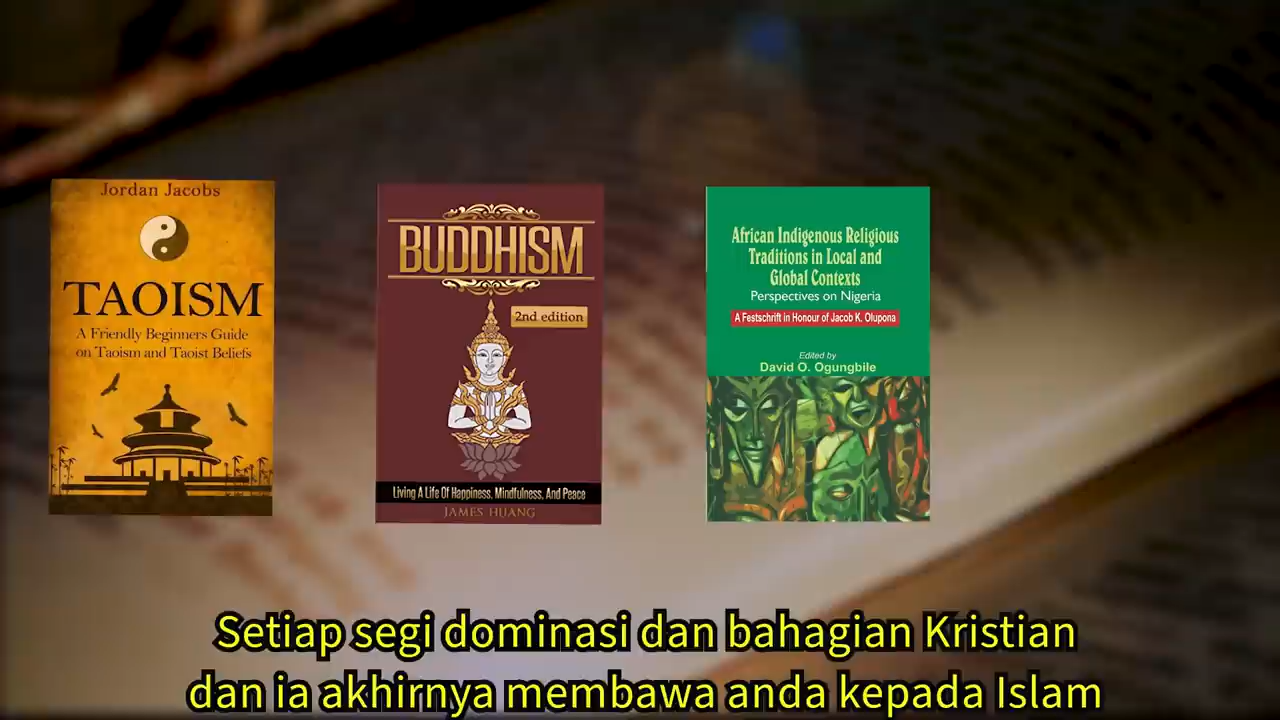 Jordan Jacobs
TAOISM
A Friendly Beginners Guide
on Taoism and Taoist Beliefs
BUDDHISM
2nd edition
Living A Life Of Happiness, Mindfulness, And Peace
JAMES HUANG
African Indigenous Religious
Traditions in Local and
Global Contexts
Perspectives on Nigeria
A Festschrift in Honour of Jacob K. Olupona
Edited by
David O. Ogungbile
Setiap segi dominasi dan bahagian Kristian
dan ia akhirnya membawa anda kepada Islam